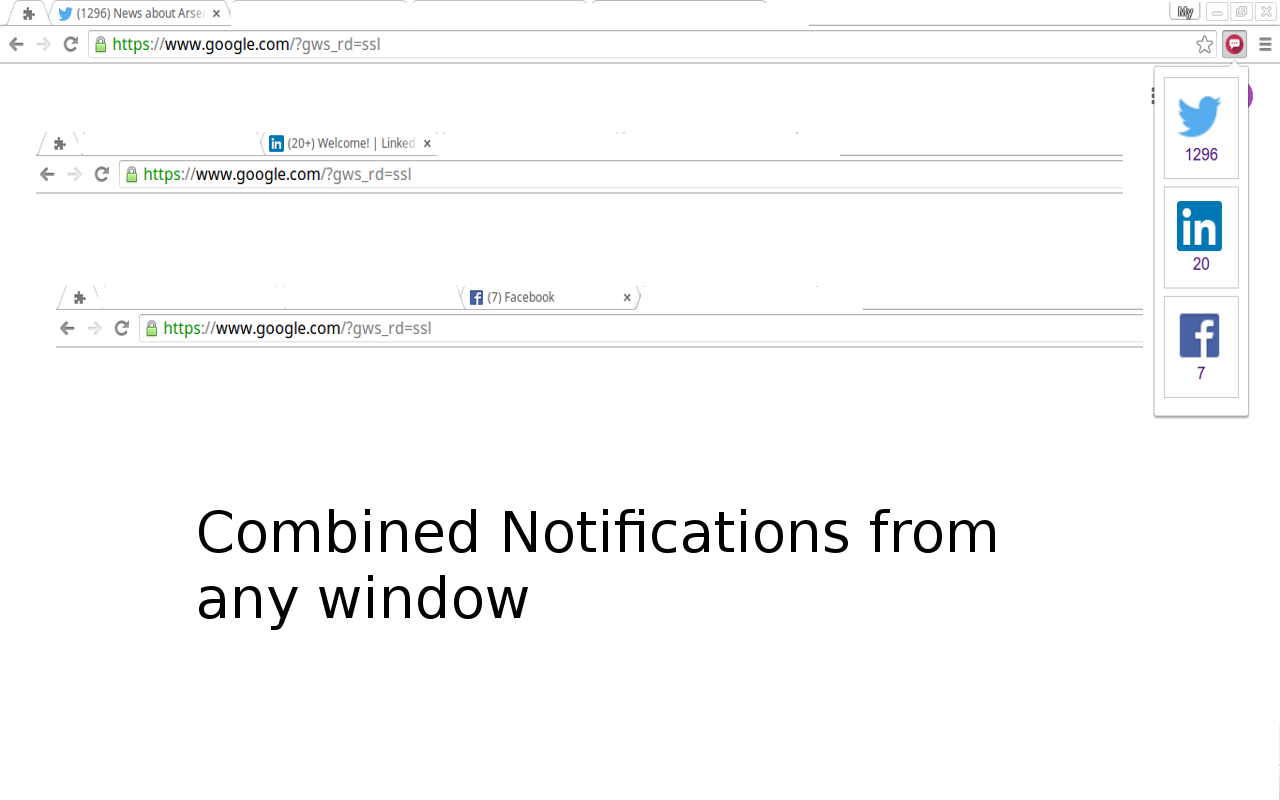 (1296) News about Arse
My
https://www.google.com/?gws_rd=ssl
1296
(20+) Welcome! | Linked
https://www.google.com/?gws_rd=ssl
in
20
(7) Facebook
https://www.google.com/?gws_rd=ssl
7
Combined Notifications from
any window